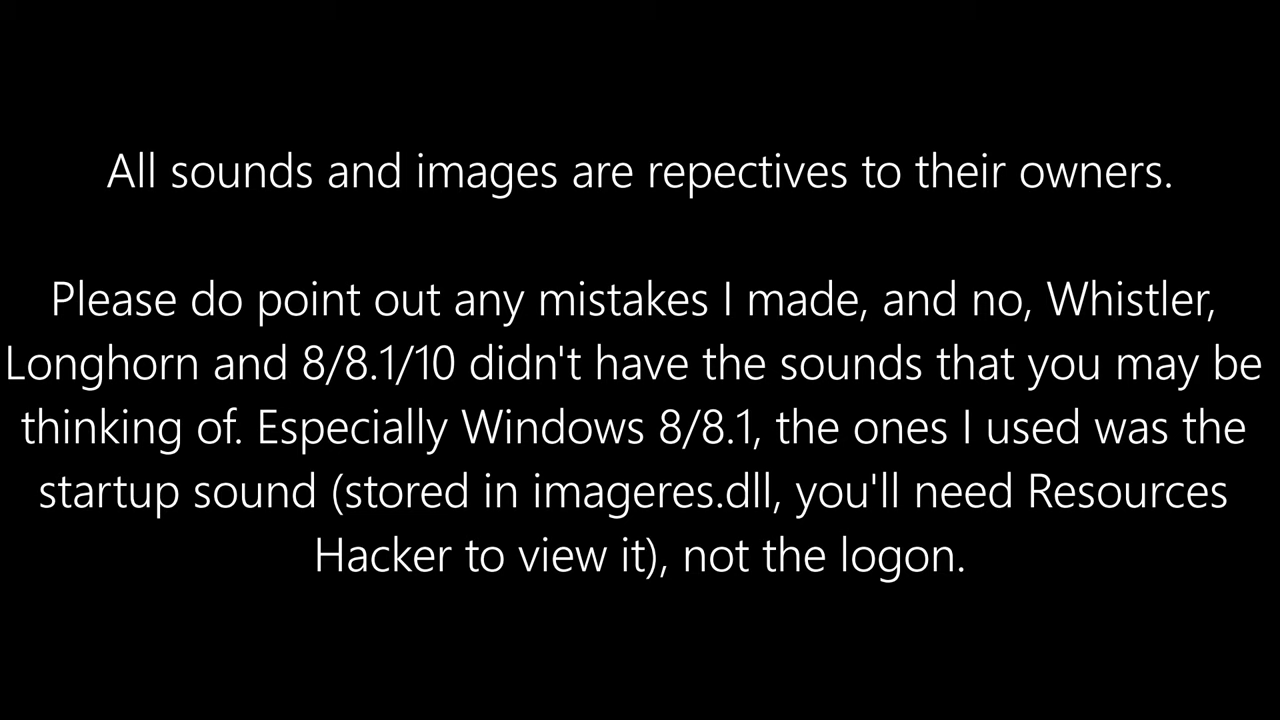 All sounds and images are repectives to their owners.
Please do point out any mistakes I made, and no, Whistler,
Longhorn and 8/8.1/10 didn't have the sounds that you may be
thinking of. Especially Windows 8/8.1, the ones I used was the
startup sound (stored in imageres.dll, you'll need Resources
Hacker to view it), not the logon.